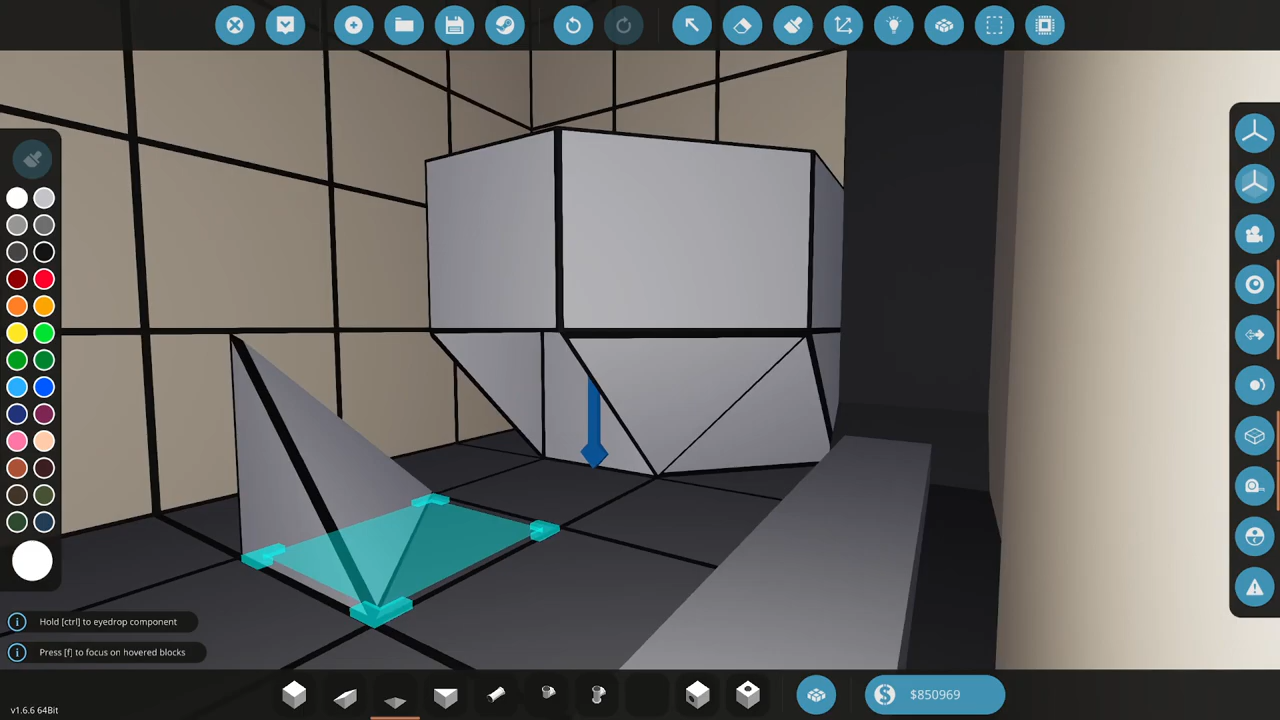 Hold [ctrl] to eyedrop component
Press [f] to focus on hovered blocks
$850969
v1.6.6 64Bit